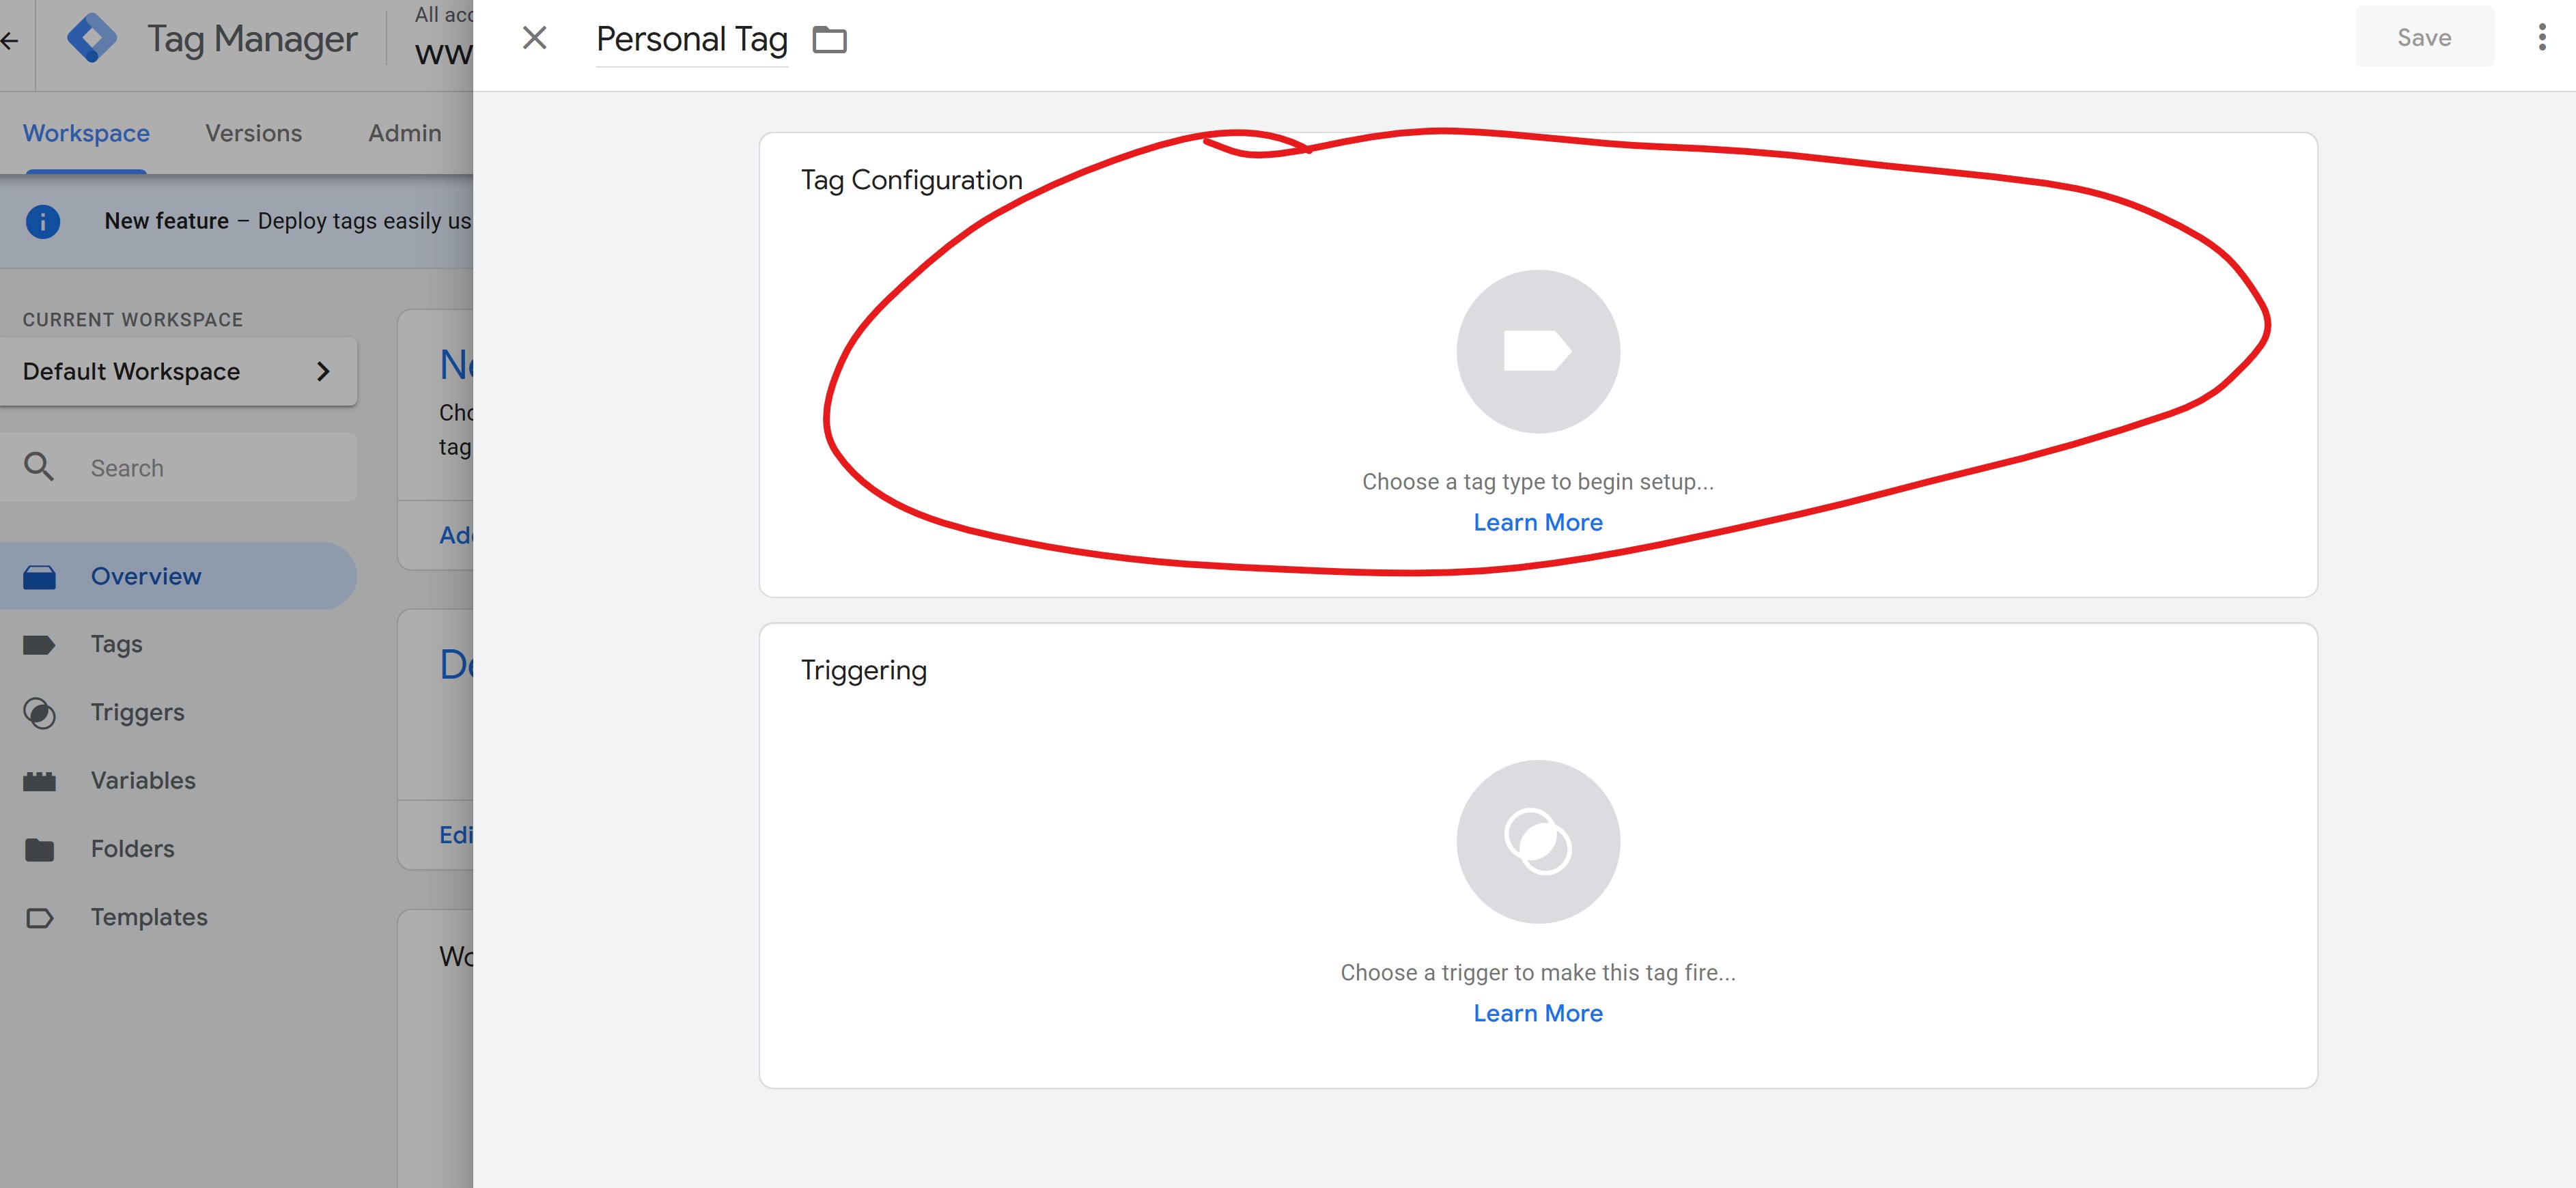 Tag Manager
All acc
ww
Personal Tag
Save
Workspace
Versions
Admin
New feature – Deploy tags easily us
CURRENT WORKSPACE
Default Workspace
Search
Overview
Tags
Triggers
Variables
Folders
Templates
Ne
Cho
tag
Add
De
Edi
Wo
Tag Configuration
Choose a tag type to begin setup...
Learn More
Triggering
Choose a trigger to make this tag fire...
Learn More